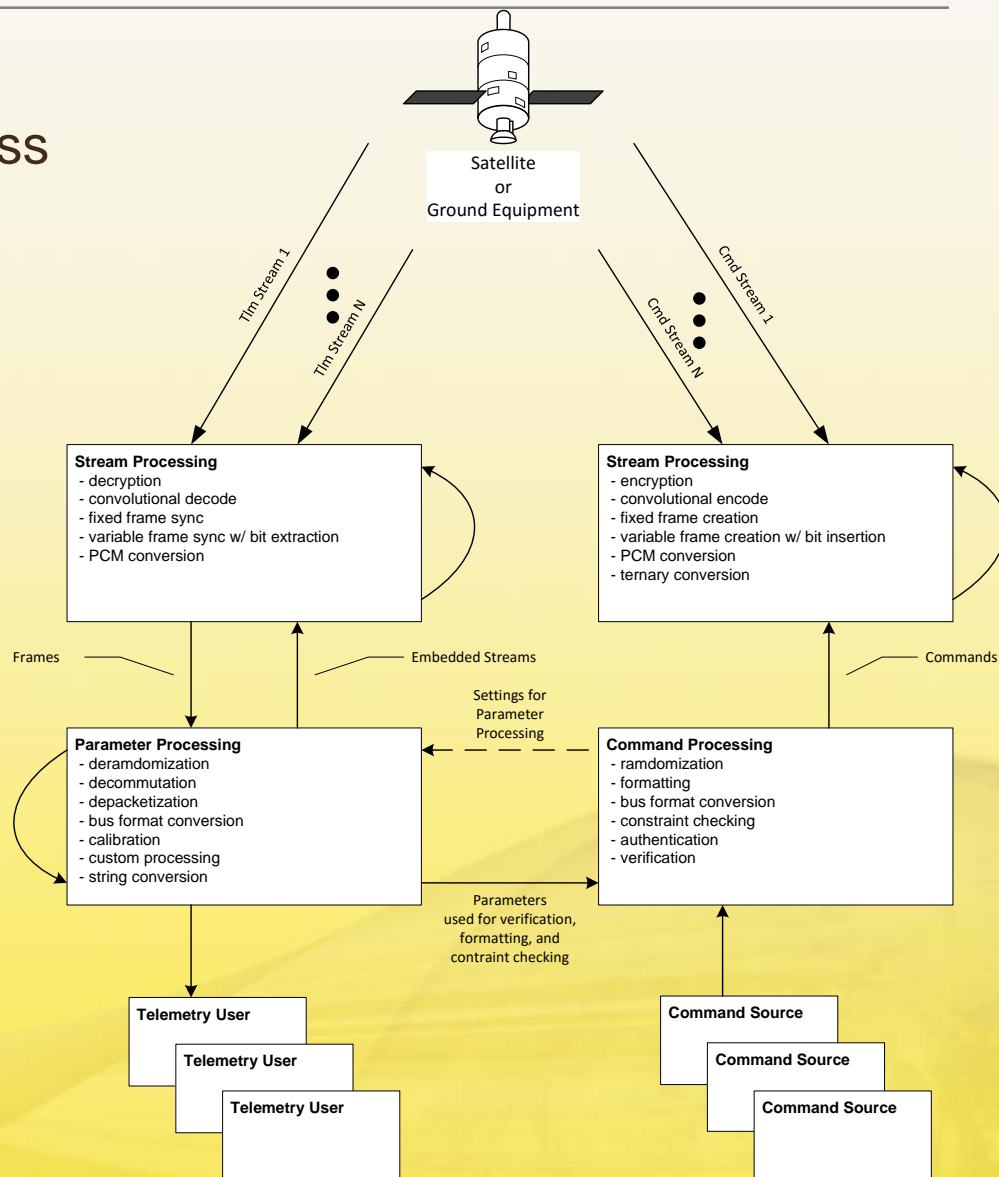 ss
Satellite
or
Ground Equipment
Tlm Stream 1
Tlm Stream N
Cmd Stream N
Cmd Stream 1
Stream Processing
- decryption
- convolutional decode
- fixed frame sync
- variable frame sync w/ bit extraction
- PCM conversion
Stream Processing
- encryption
- convolutional encode
- fixed frame creation
- variable frame creation w/ bit insertion
- PCM conversion
- ternary conversion
Frames
Embedded Streams
Commands
Settings for
Parameter
Processing
Parameter Processing
- deramdomization
- decommutation
- depacketization
- bus format conversion
- calibration
- custom processing
- string conversion
Command Processing
- ramdomization
- formatting
- bus format conversion
- constraint checking
- authentication
- verification
Parameters
used for verification,
formatting, and
contraint checking
Telemetry User
Telemetry User
Telemetry User
Command Source
Command Source
Command Source